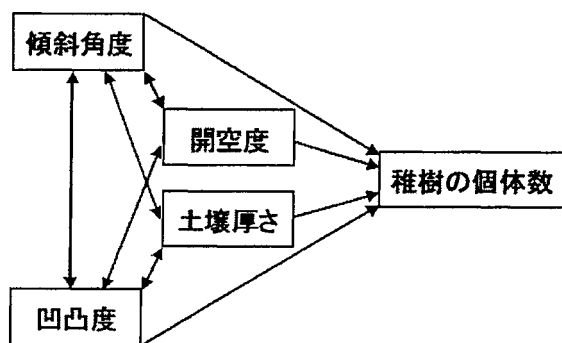 傾斜角度
開空度
稚樹の個体数
土壌厚さ
凹凸度